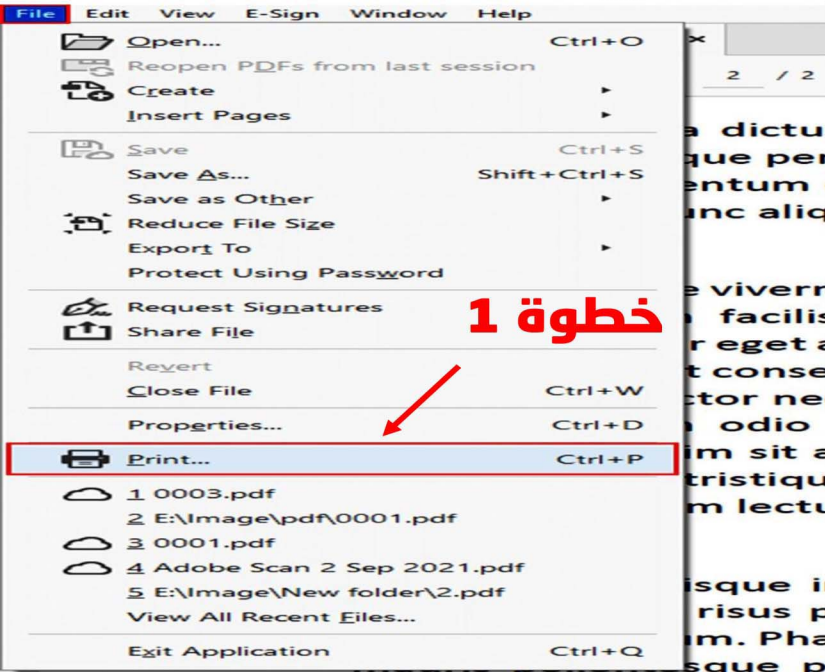 File Edit View E-Sign Window Help
Open... Ctrl+O
Reopen PDFs from last session
Create
Insert Pages
Save Ctrl+S
Save As... Shift+Ctrl+S
Save as Other
Reduce File Size
Export To
Protect Using Password
Request Signatures
Share File
Revert
Close File Ctrl+W
Properties... Ctrl+D
Print... Ctrl+P
1 0003.pdf
2 E:\Image\pdf\0001.pdf
3 0001.pdf
4 Adobe Scan 2 Sep 2021.pdf
5 E:\Image\New folder\2.pdf
View All Recent Files...
Exit Application Ctrl+Q
خطوة 1
2 / 2
a dictu
que per
entum
unc aliq
e viverr
facilis
r eget a
t conse
ctor ne
odio
im sit a
tristiqu
m lectu
isque i
risus p
um. Pha
sque p